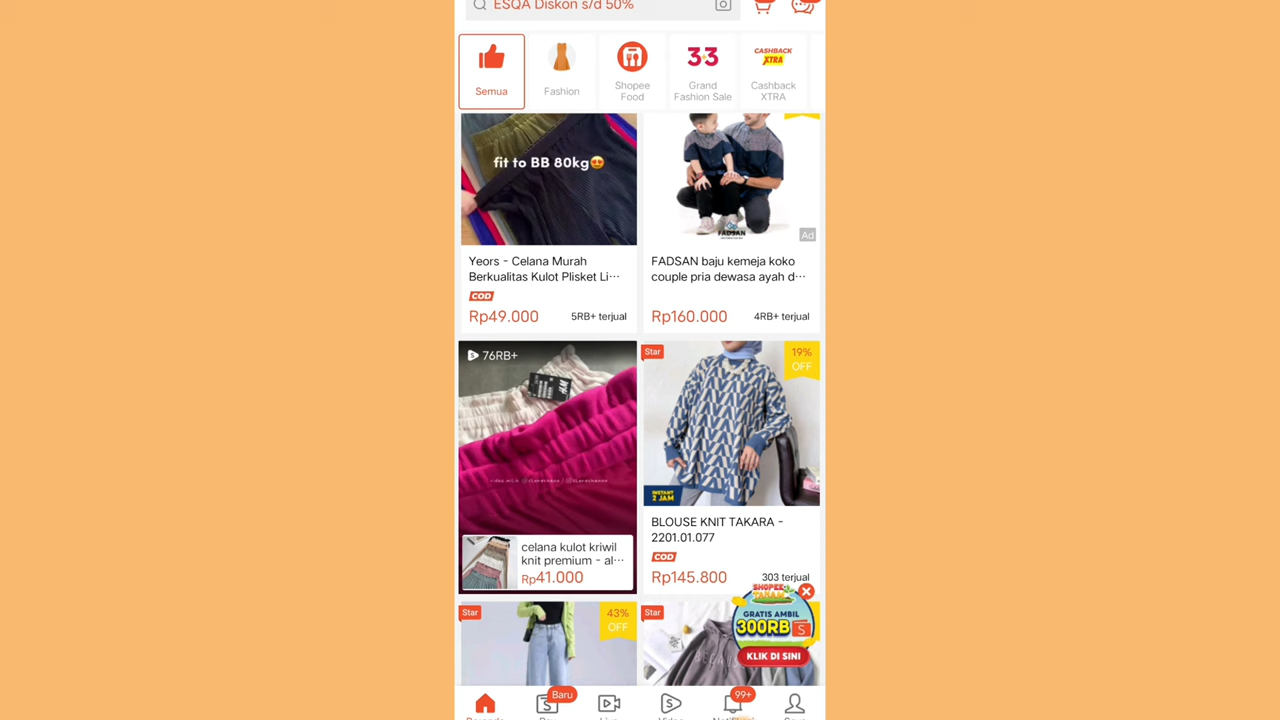 ESQA Diskon s/d 50%
Semua
Fashion
Shopee
Food
3.3
Grand
Fashion Sale
CASHBACK
XTRA
Cashback
XTRA
fit to BB 80kg😍
FADSAN
Ad
Yeors - Celana Murah
Berkualitas Kulot Plisket Li...
COD
Rp49.000
5RB+ terjual
FADSAN baju kemeja koko
couple pria dewasa ayah d...
Rp160.000
4RB+ terjual
76RB+
H&M
celana kulot kriwil
knit premium - al...
Rp41.000
Star
19%
OFF
INSTANT
2 JAM
BLOUSE KNIT TAKARA -
2201.01.077
COD
Rp145.800
303 terjual
Star
43%
OFF
Star
SHOPEE
TANAM
GRATIS AMBIL
300RB
KLIK DI SINI
Baru
99+